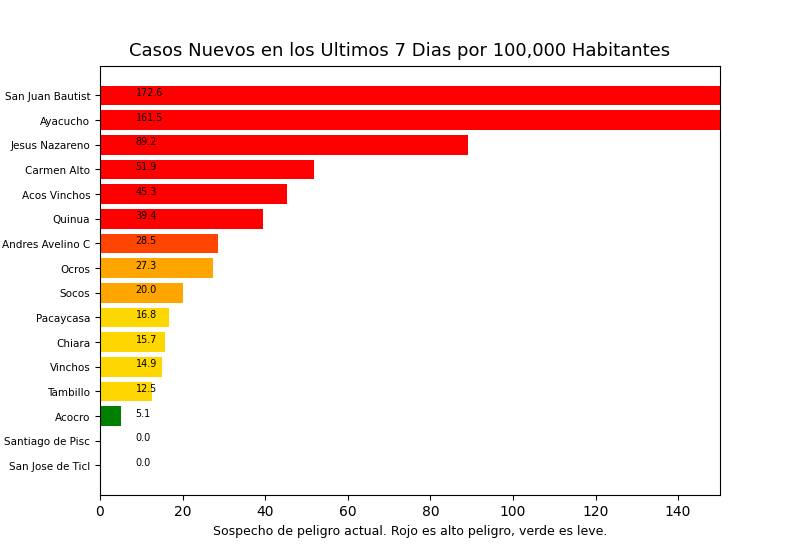 Casos Nuevos en los Ultimos 7 Dias por 100,000 Habitantes
San Juan Bautist 172.6
Ayacucho 161.5
Jesus Nazareno 89.2
Carmen Alto 51.9
Acos Vinchos 45.3
Quinua 39.4
Andres Avelino C 28.5
Ocros 27.3
Socos 20.0
Pacaycasa 16.8
Chiara 15.7
Vinchos 14.9
Tambillo 12.5
Acocro 5.1
Santiago de Pisc 0.0
San Jose de Ticl 0.0
0 20 40 60 80 100 120 140
Sospecho de peligro actual. Rojo es alto peligro, verde es leve.